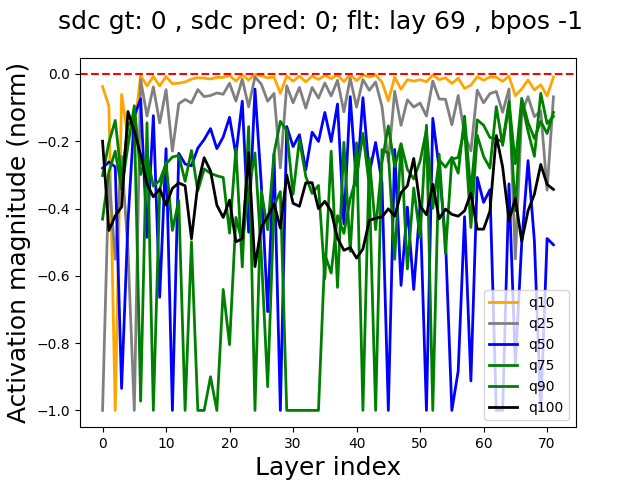 sdc gt: 0 , sdc pred: 0; flt: lay 69 , bpos -1
Activation magnitude (norm)
0.0
−0.2
−0.4
−0.6
−0.8
−1.0
q10
q25
q50
q75
q90
q100
0 10 20 30 40 50 60 70
Layer index